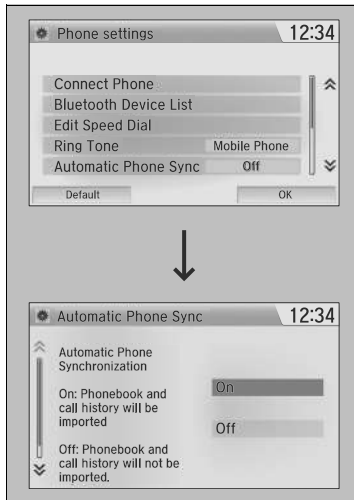 Phone settings 12:34
Connect Phone
Bluetooth Device List
Edit Speed Dial
Ring Tone Mobile Phone
Automatic Phone Sync Off
Default OK
Automatic Phone Sync 12:34
Automatic Phone
Synchronization
On: Phonebook and
call history will be
imported
Off: Phonebook and
call history will not be
imported.
On
Off